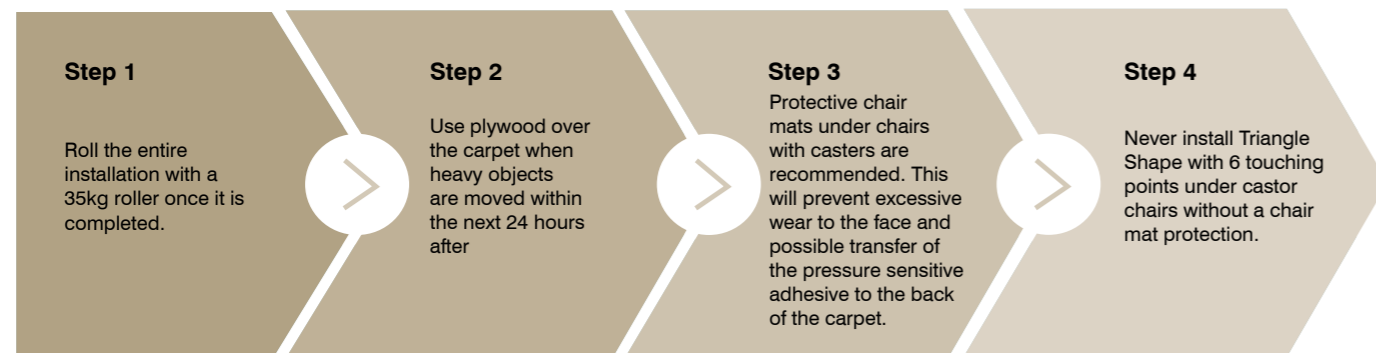 Step 1
Roll the entire
installation with a
35kg roller once it is
completed.
Step 2
Use plywood over
the carpet when
heavy objects
are moved within
the next 24 hours
after
Step 3
Protective chair
mats under chairs
with casters are
recommended. This
will prevent excessive
wear to the face and
possible transfer of
the pressure sensitive
adhesive to the back
of the carpet.
Step 4
Never install Triangle
Shape with 6 touching
points under castor
chairs without a chair
mat protection.